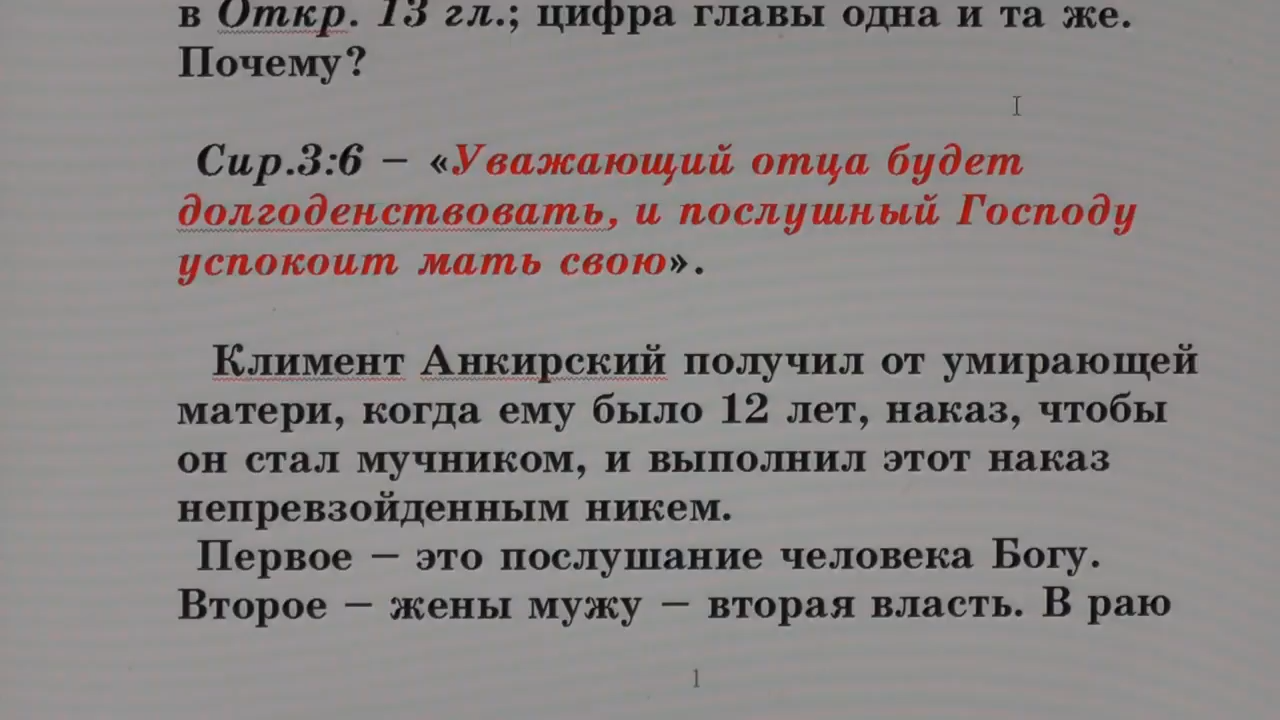 в Откр. 13 гл.; цифра главы одна и та же.
Почему?
Сир.3:6 – «Уважающий отца будет
долгоденствовать, и послушный Господу
успокоит мать свою».
Климент Анкирский получил от умирающей
матери, когда ему было 12 лет, наказ, чтобы
он стал мучником, и выполнил этот наказ
непревзойденным никем.
Первое – это послушание человека Богу.
Второе – жены мужу – вторая власть. В раю
1